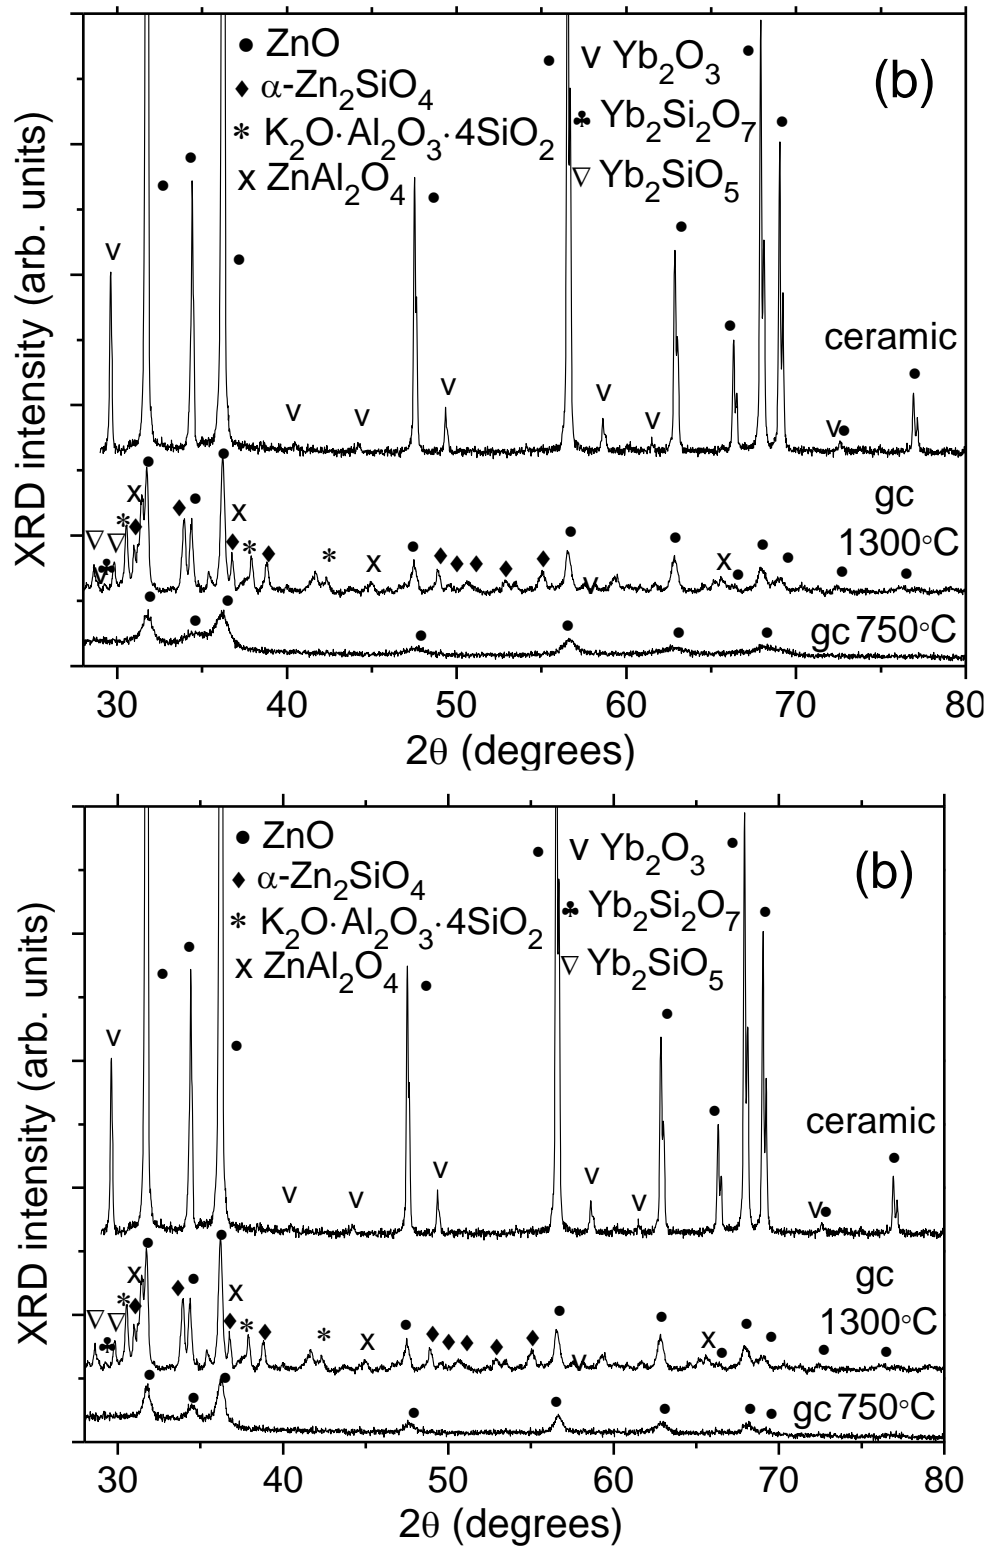 ● ZnO
♦ α-Zn₂SiO₄
* K₂O·Al₂O₃·4SiO₂
x ZnAl₂O₄
v Yb₂O₃
♣ Yb₂Si₂O₇
▽ Yb₂SiO₅
(b)
XRD intensity (arb. units)
v
v
v
v
v
v
v
ceramic
x
x
*
*
*
x
x
v
v
gc
1300°C
gc 750°C
30 40 50 60 70 80
2θ (degrees)
● ZnO
♦ α-Zn₂SiO₄
* K₂O·Al₂O₃·4SiO₂
x ZnAl₂O₄
v Yb₂O₃
♣ Yb₂Si₂O₇
▽ Yb₂SiO₅
(b)
XRD intensity (arb. units)
v
v
v
v
v
v
v
ceramic
x
x
*
*
*
x
x
v
gc
1300°C
gc 750°C
30 40 50 60 70 80
2θ (degrees)